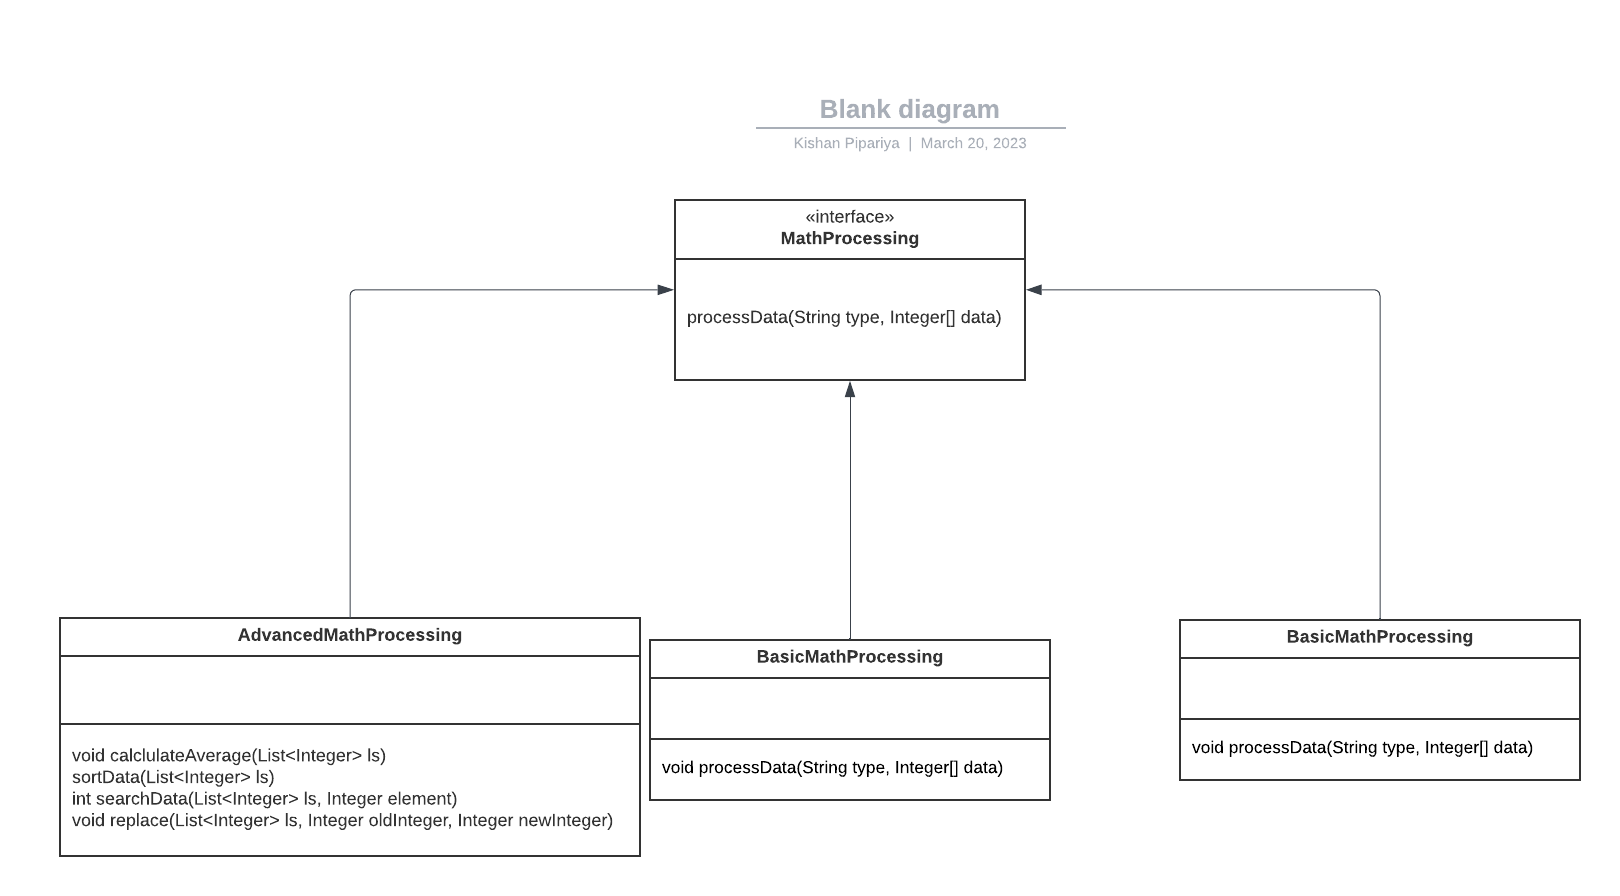 Blank diagram
Kishan Pipariya | March 20, 2023
«interface»
MathProcessing
processData(String type, Integer[] data)
AdvancedMathProcessing
void calclulateAverage(List<Integer> ls)
sortData(List<Integer> ls)
int searchData(List<Integer> ls, Integer element)
void replace(List<Integer> ls, Integer oldInteger, Integer newInteger)
BasicMathProcessing
void processData(String type, Integer[] data)
BasicMathProcessing
void processData(String type, Integer[] data)